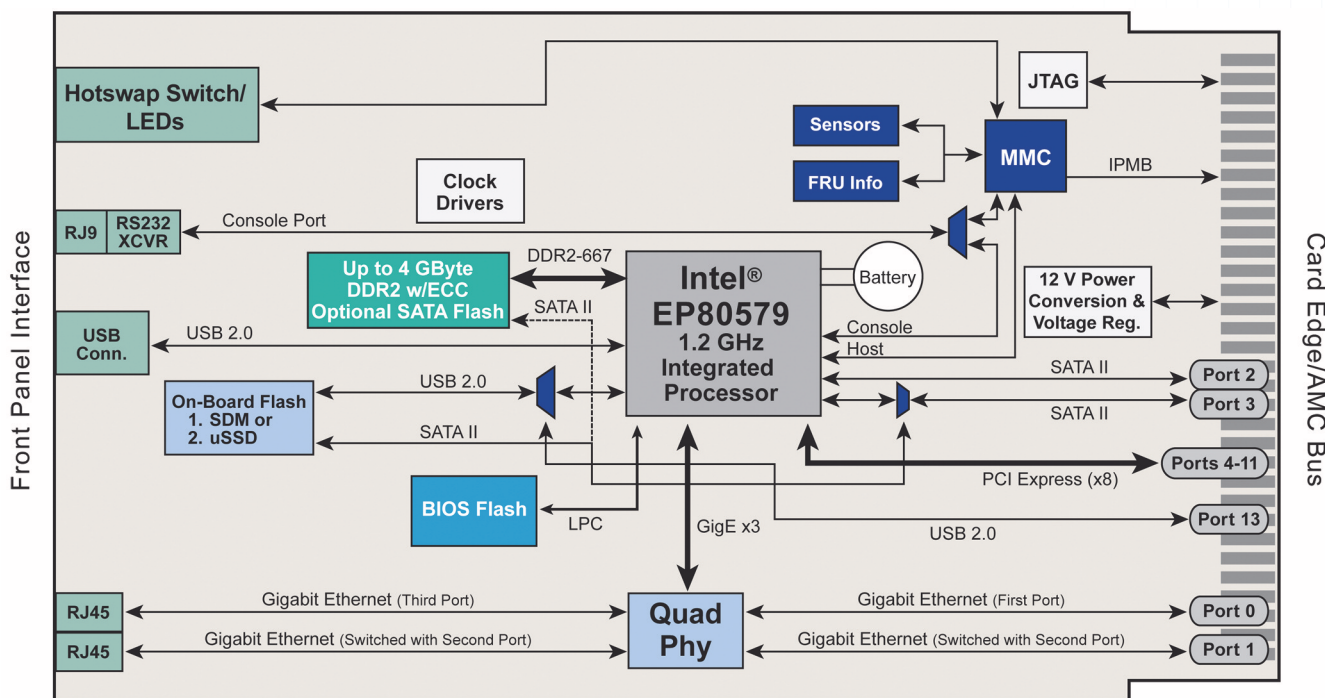 Front Panel Interface
Hotswap Switch/
LEDs
JTAG
Sensors
FRU Info
MMC
IPMB
Clock
Drivers
RJ9
RS232
XCVR
Console Port
Up to 4 GByte
DDR2 w/ECC
Optional SATA Flash
DDR2-667
SATA II
Intel®
EP80579
1.2 GHz
Integrated
Processor
Battery
12 V Power
Conversion &
Voltage Reg.
Console
Host
USB
Conn.
USB 2.0
On-Board Flash
1. SDM or
2. uSSD
USB 2.0
SATA II
SATA II
Port 2
Port 3
SATA II
Ports 4-11
PCI Express (x8)
BIOS Flash
LPC
GigE x3
Port 13
USB 2.0
RJ45
Gigabit Ethernet (Third Port)
RJ45
Gigabit Ethernet (Switched with Second Port)
Quad
Phy
Gigabit Ethernet (First Port)
Port 0
Gigabit Ethernet (Switched with Second Port)
Port 1
Card Edge/AMC Bus